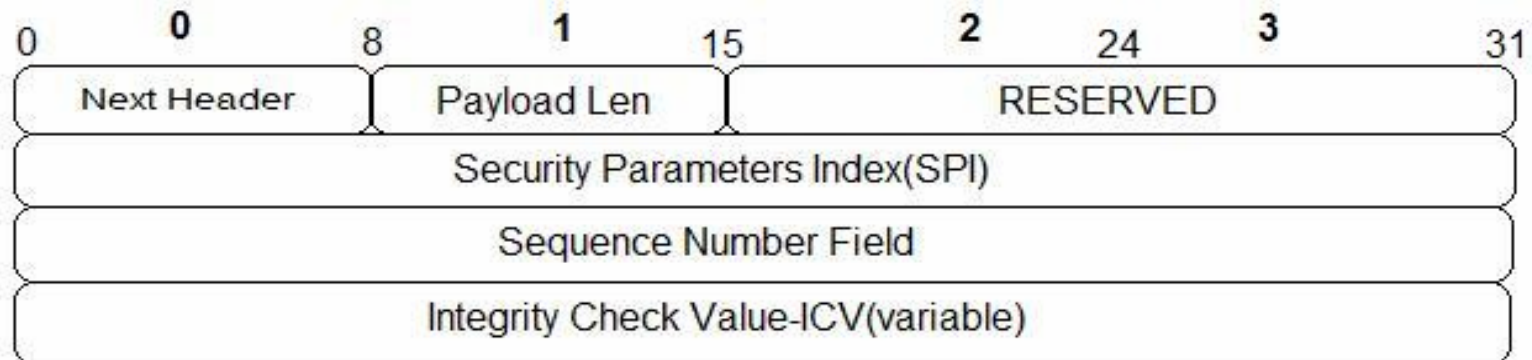 0 1 2 3
0 8 15 24 31
Next Header Payload Len RESERVED
Security Parameters Index(SPI)
Sequence Number Field
Integrity Check Value-ICV(variable)